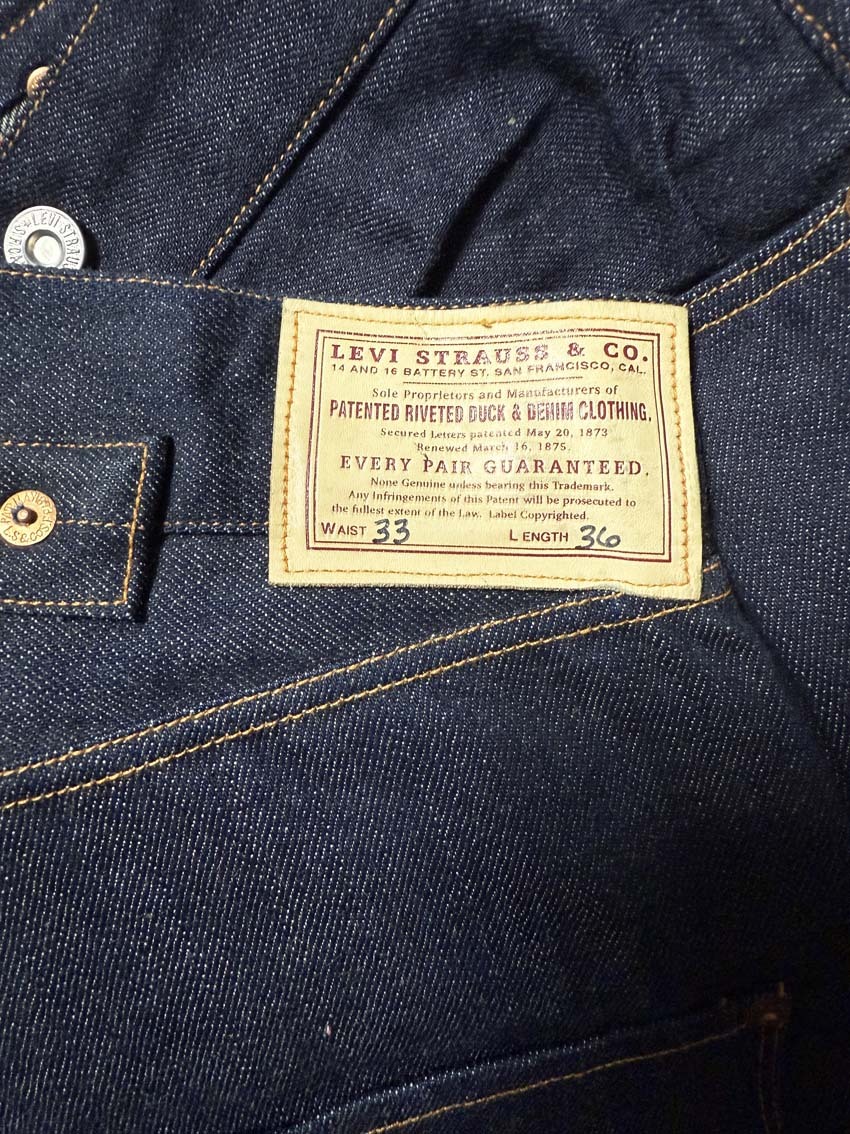 LEVI STRAUSS
LEVI STRAUSS & CO.
14 AND 16 BATTERY ST. SAN FRANCISCO, CAL.
Sole Proprietors and Manufacturers of
PATENTED RIVETED DUCK & DENIM CLOTHING,
Secured Letters patented May 20, 1873
Renewed March 16, 1875.
EVERY PAIR GUARANTEED.
None Genuine unless bearing this Trademark.
Any Infringements of this Patent will be prosecuted to
the fullest extent of the Law. Label Copyrighted.
WAIST 33 LENGTH 36